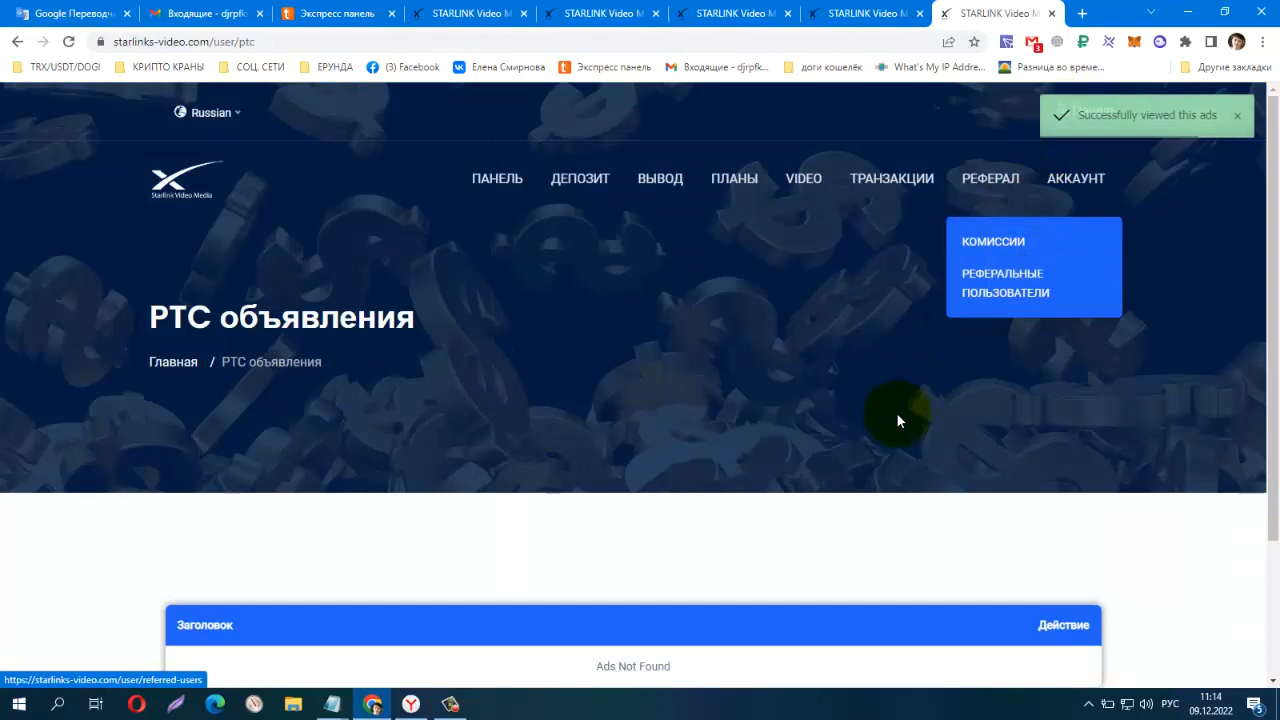 Google Переводч
Входящие - djrpfk
Экспресс панель
STARLINK Video M
STARLINK Video M
STARLINK Video M
STARLINK Video M
STARLINK Video M
starlinks-video.com/user/ptc
3
TRX/USDT/DOGI
КРИПТО КРАНЫ
СОЦ. СЕТИ
ЕРУНДА
(3) Facebook
Елена Смирнова
Экспресс панель
Входящие - djrpfk...
доги кошелёк
What's My IP Addre...
Разница во време...
Другие закладки
Russian
Successfully viewed this ads
Starlink Video Media
ПАНЕЛЬ
ДЕПОЗИТ
ВЫВОД
ПЛАНЫ
VIDEO
ТРАНЗАКЦИИ
РЕФЕРАЛ
АККАУНТ
КОМИССИИ
РЕФЕРАЛЬНЫЕ
ПОЛЬЗОВАТЕЛИ
PTC объявления
Главная / PTC объявления
Заголовок
Действие
Ads Not Found
https://starlinks-video.com/user/referred-users
РУС
11:14
09.12.2022
5